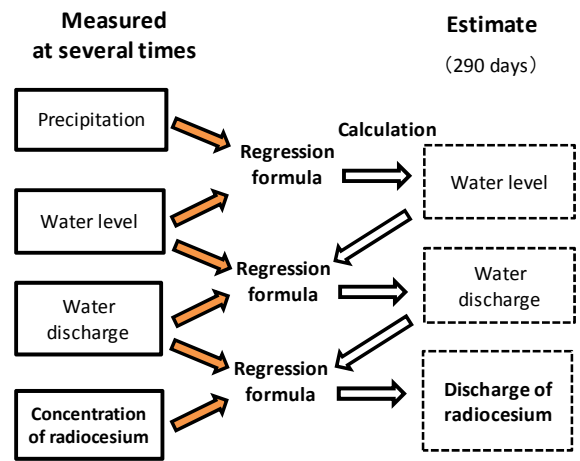 Measured
at several times
Estimate
（290 days）
Precipitation
Calculation
Regression
formula
Water level
Water level
Regression
formula
Water
discharge
Water
discharge
Regression
formula
Discharge of
radiocesium
Concentration
of radiocesium